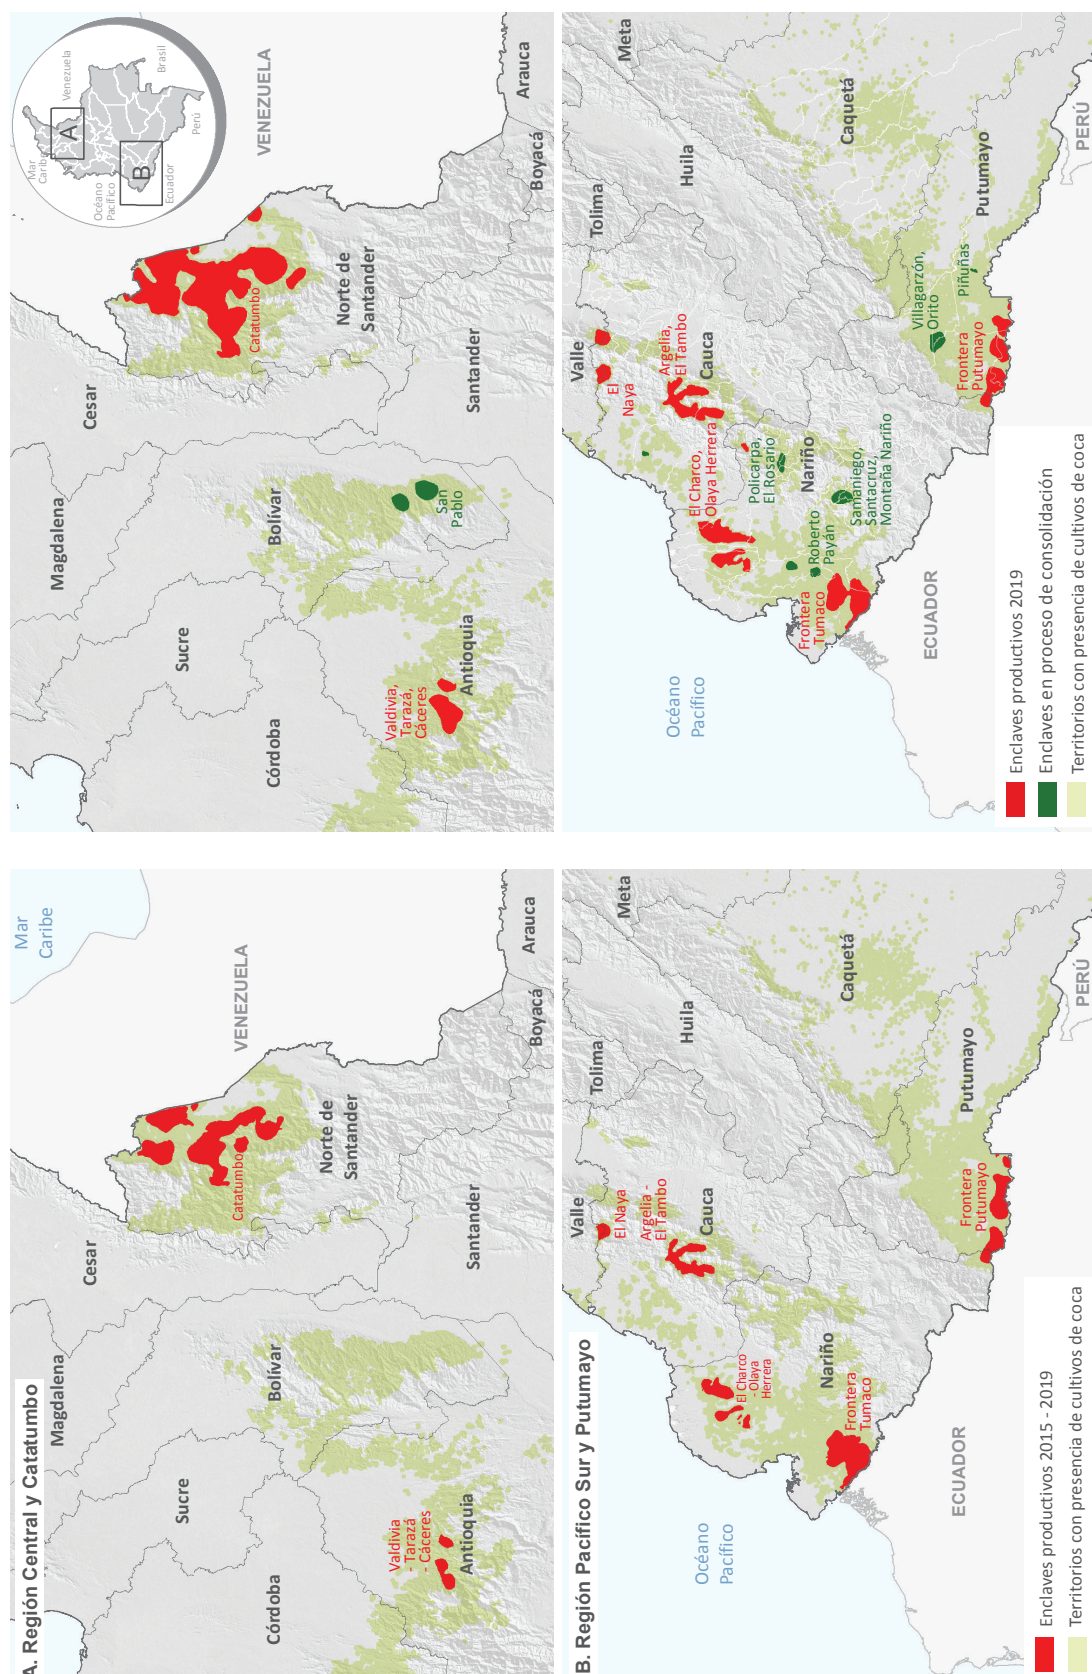 A. Región Central y Catatumbo
Mar
Caribe
Magdalena
Cesar
Sucre
Bolívar
Córdoba
VENEZUELA
Catatumbo
Norte de
Santander
Valdivia
- Tarazá
- Cáceres
Antioquia
Santander
Boyacá
Arauca
Mar
Caribe
Venezuela
Océano
Pacífico
Brasil
Ecuador
Perú
A
B
Magdalena
Cesar
Sucre
Bolívar
Córdoba
VENEZUELA
Catatumbo
Norte de
Santander
Valdivia,
Tarazá,
Cáceres
Antioquia
San
Pablo
Santander
Boyacá
Arauca
B. Región Pacífico Sur y Putumayo
Valle
Tolima
Meta
El Naya
Argelia -
El Tambo
Cauca
Huila
Océano
Pacífico
El Charco
- Olaya
Herrera
Nariño
Caquetá
Frontera
Tumaco
Putumayo
Frontera
Putumayo
ECUADOR
PERÚ
Enclaves productivos 2015 - 2019
Territorios con presencia de cultivos de coca
Valle
Tolima
Meta
El
Naya
Argelia,
El Tambo
Cauca
Huila
Océano
Pacífico
El Charco,
Olaya Herrera
Policarpa,
El Rosario
Nariño
Caquetá
Roberto
Payán
Frontera
Tumaco
Samaniego,
Santacruz,
Montaña Nariño
Villagarzón,
Orito
Piñuñas
Putumayo
Frontera
Putumayo
ECUADOR
PERÚ
Enclaves productivos 2019
Enclaves en proceso de consolidación
Territorios con presencia de cultivos de coca